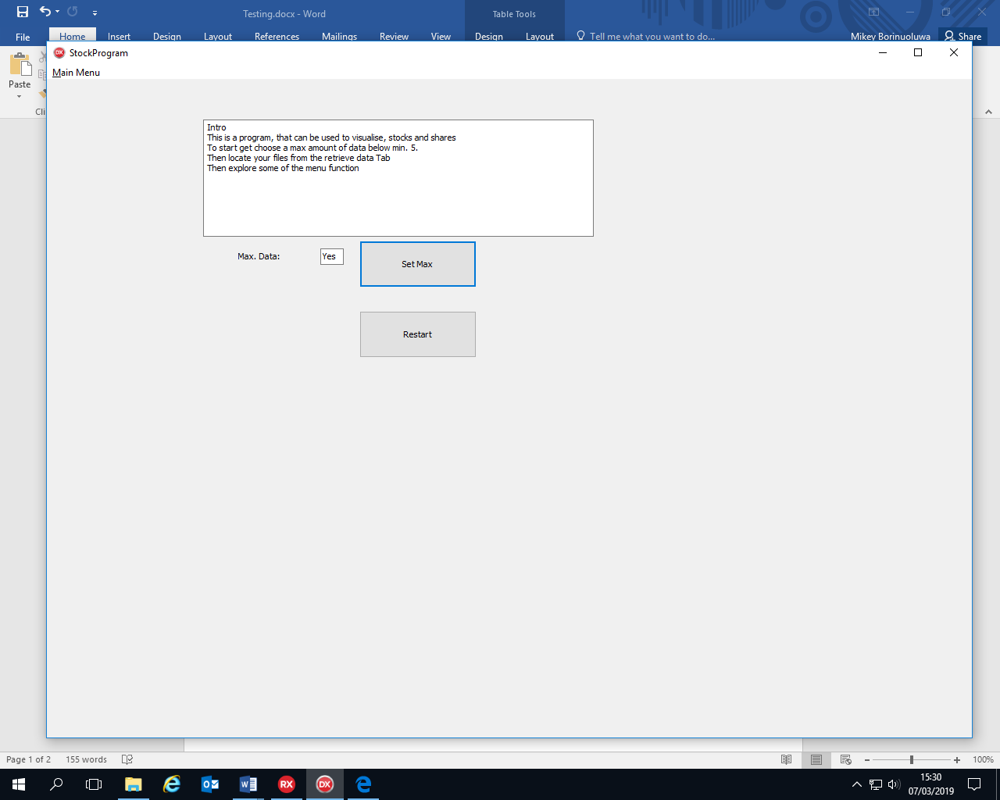 Testing.docx - Word
Table Tools
File
Home
Insert
Design
Layout
References
Mailings
Review
View
Design
Layout
Tell me what you want to do...
Mikey Borinuoluwa
Share
DX
StockProgram
Main Menu
Paste
Cli
Intro
This is a program, that can be used to visualise, stocks and shares
To start get choose a max amount of data below min. 5.
Then locate your files from the retrieve data Tab
Then explore some of the menu function
Max. Data:
Yes
Set Max
Restart
Page 1 of 2
155 words
100%
RX
DX
15:30
07/03/2019